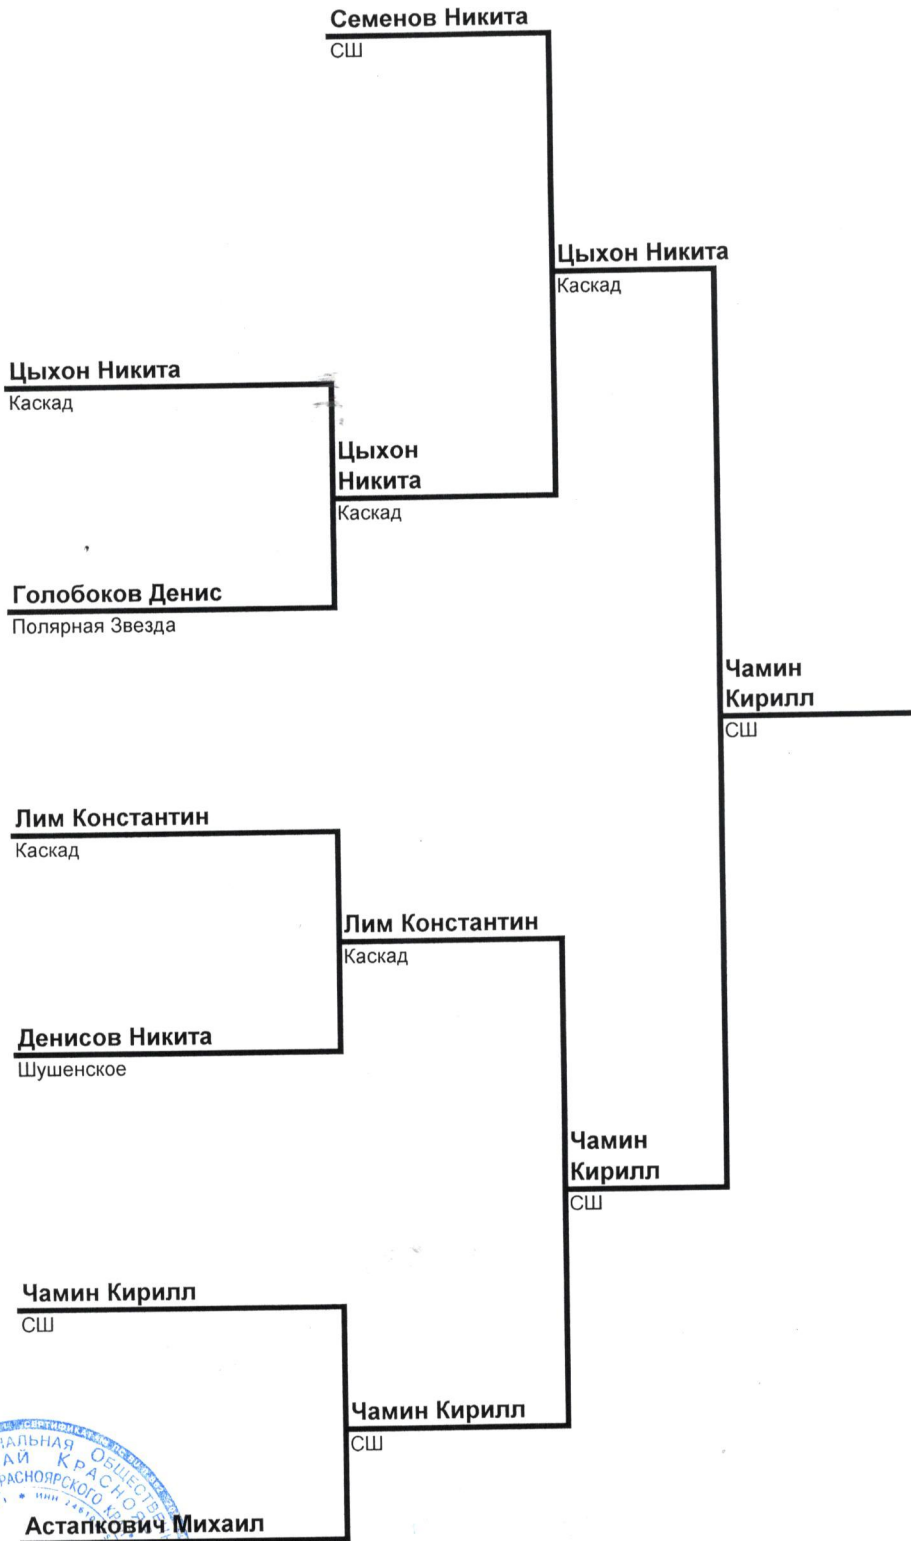 Семенов Никита
СШ
Цыхон Никита
Каскад
Цыхон Никита
Каскад
Цыхон
Никита
Каскад
Голобоков Денис
Полярная Звезда
Чамин
Кирилл
СШ
Лим Константин
Каскад
Лим Константин
Каскад
Денисов Никита
Шушенское
Чамин
Кирилл
СШ
Чамин Кирилл
СШ
Чамин Кирилл
СШ
Астапкович Михаил